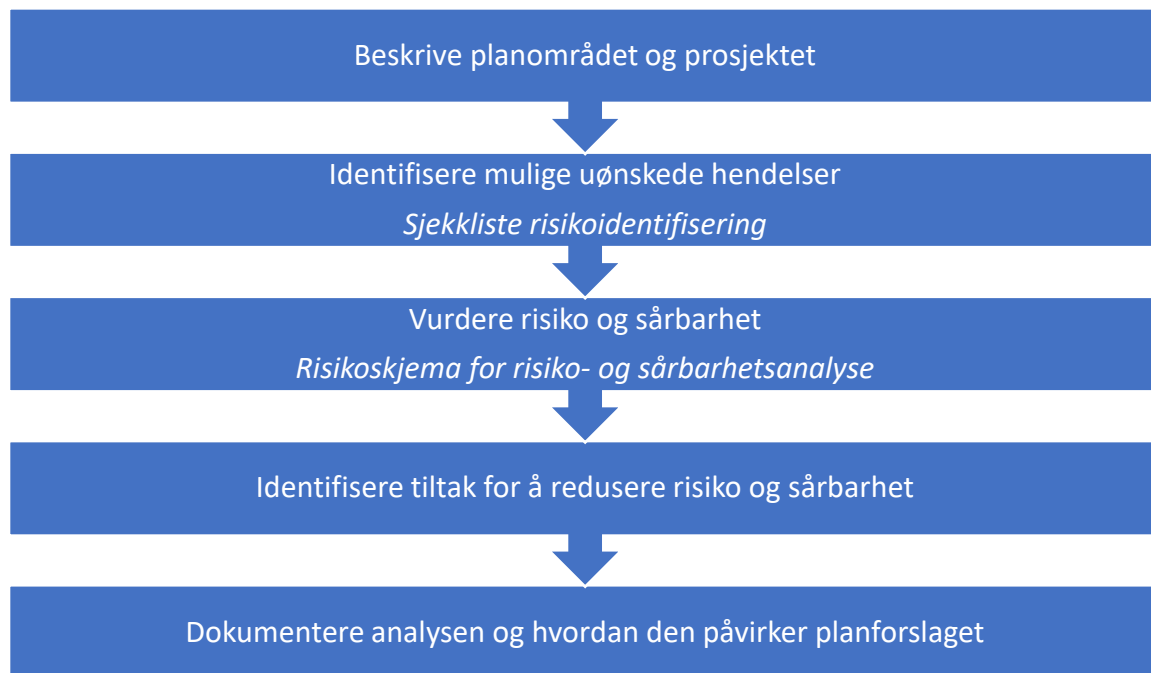 Beskrive planområdet og prosjektet
Identifisere mulige uønskede hendelser
Sjekkliste risikoidentifisering
Vurdere risiko og sårbarhet
Risikoskjema for risiko- og sårbarhetsanalyse
Identifisere tiltak for å redusere risiko og sårbarhet
Dokumentere analysen og hvordan den påvirker planforslaget